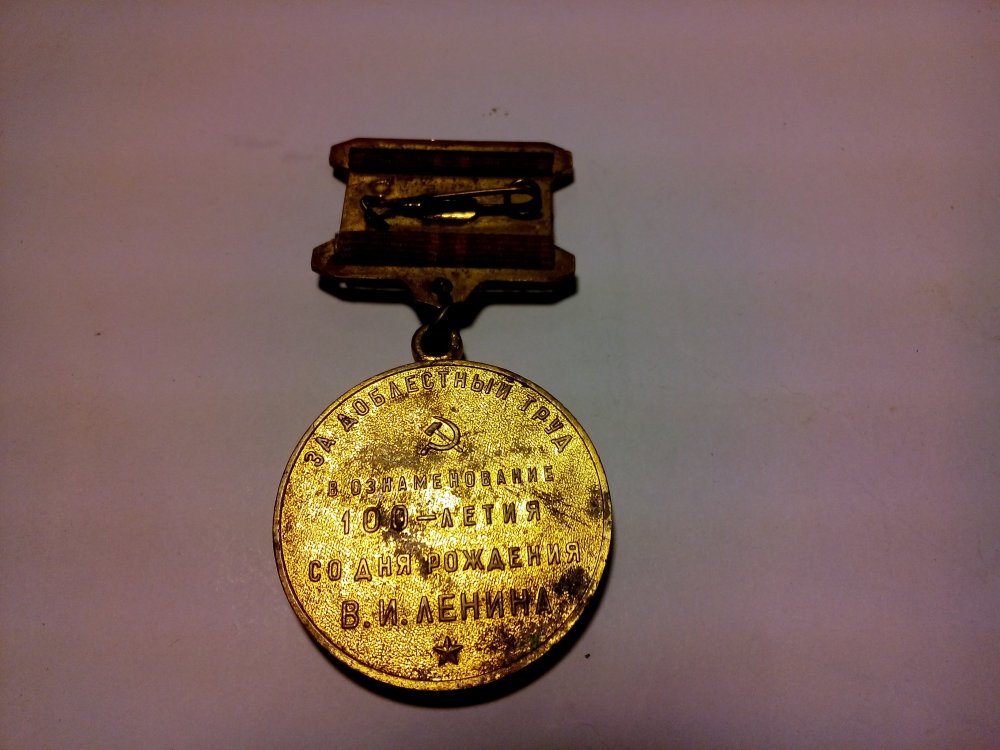 ЗА ДОБЛЕСТНЫЙ ТРУД
В ОЗНАМЕНОВАНИЕ
100-ЛЕТИЯ
СО ДНЯ РОЖДЕНИЯ
В.И.ЛЕНИНА